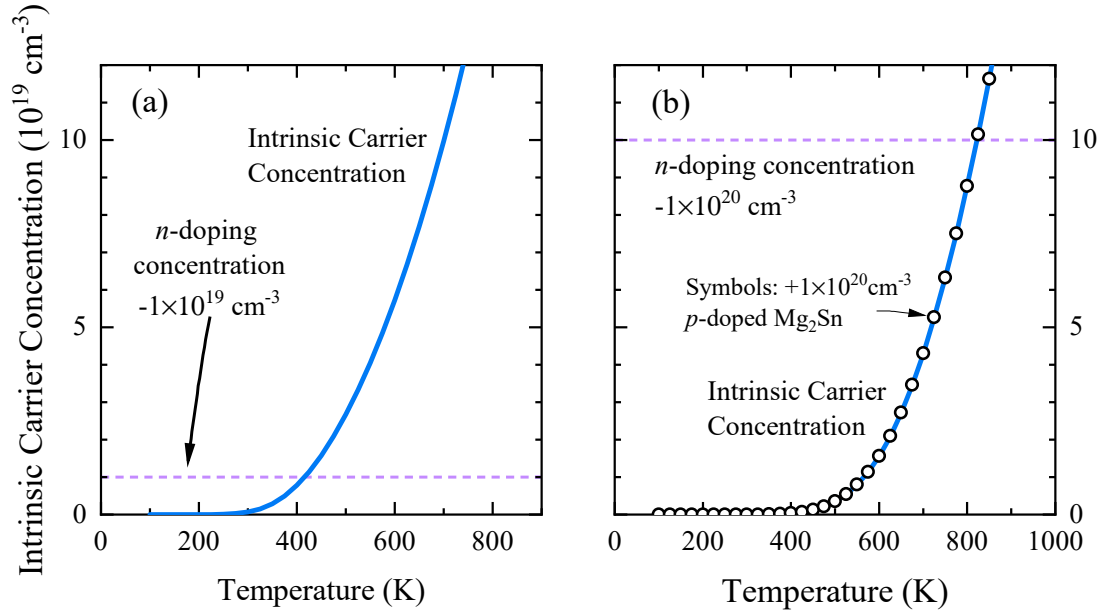 Intrinsic Carrier Concentration (10^19 cm^-3)
(a)
Intrinsic Carrier
Concentration
n-doping
concentration
-1×10^19 cm^-3
10
5
0
0 200 400 600 800
Temperature (K)
(b)
n-doping concentration
-1×10^20 cm^-3
Symbols: +1×10^20cm^-3
p-doped Mg₂Sn
Intrinsic Carrier
Concentration
10
5
0
0 200 400 600 800 1000
Temperature (K)